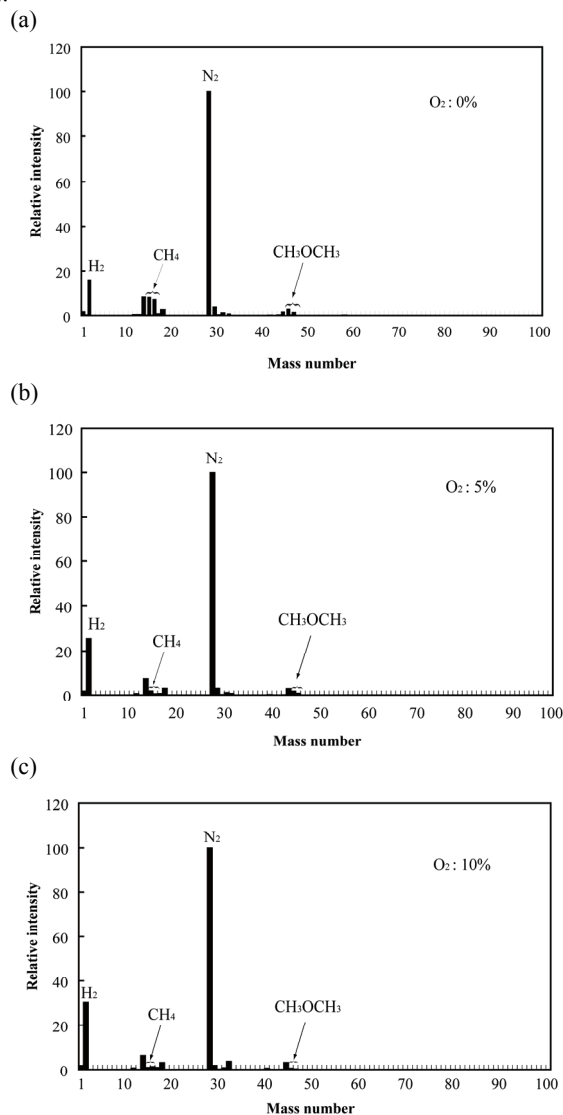 (a)
120
100
80
60
40
20
0
Relative intensity
N2
O2 : 0%
CH4
CH3OCH3
H2
1 10 20 30 40 50 60 70 80 90 100
Mass number
(b)
120
100
80
60
40
20
0
Relative intensity
N2
O2 : 5%
CH3OCH3
H2
CH4
1 10 20 30 40 50 60 70 80 90 100
Mass number
(c)
120
100
80
60
40
20
0
Relative intensity
N2
O2 : 10%
H2
CH4
CH3OCH3
1 10 20 30 40 50 60 70 80 90 100
Mass number